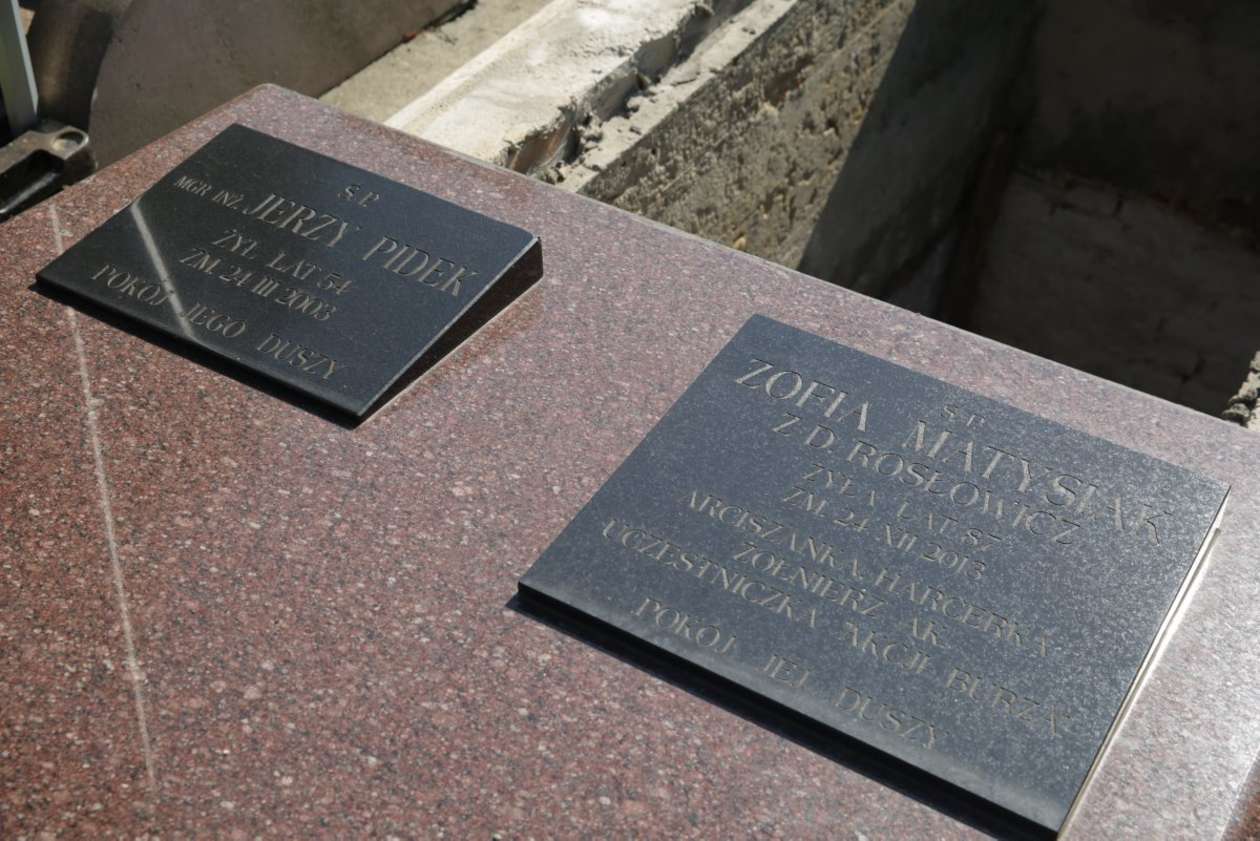 Ś.P.
MGR INŻ. JERZY PIDEK
ŻYŁ LAT 54
ZM. 24 III 2003
POKÓJ JEGO DUSZY
Ś.P.
ZOFIA MATYSIAK
Z D. ROSŁOWICZ
ŻYŁA LAT 87
ZM. 24 XII 2013
ARCISZANKA, HARCERKA
ŻOŁNIERZ AK
UCZESTNICZKA "AKCJI BURZA"
POKÓJ JEJ DUSZY